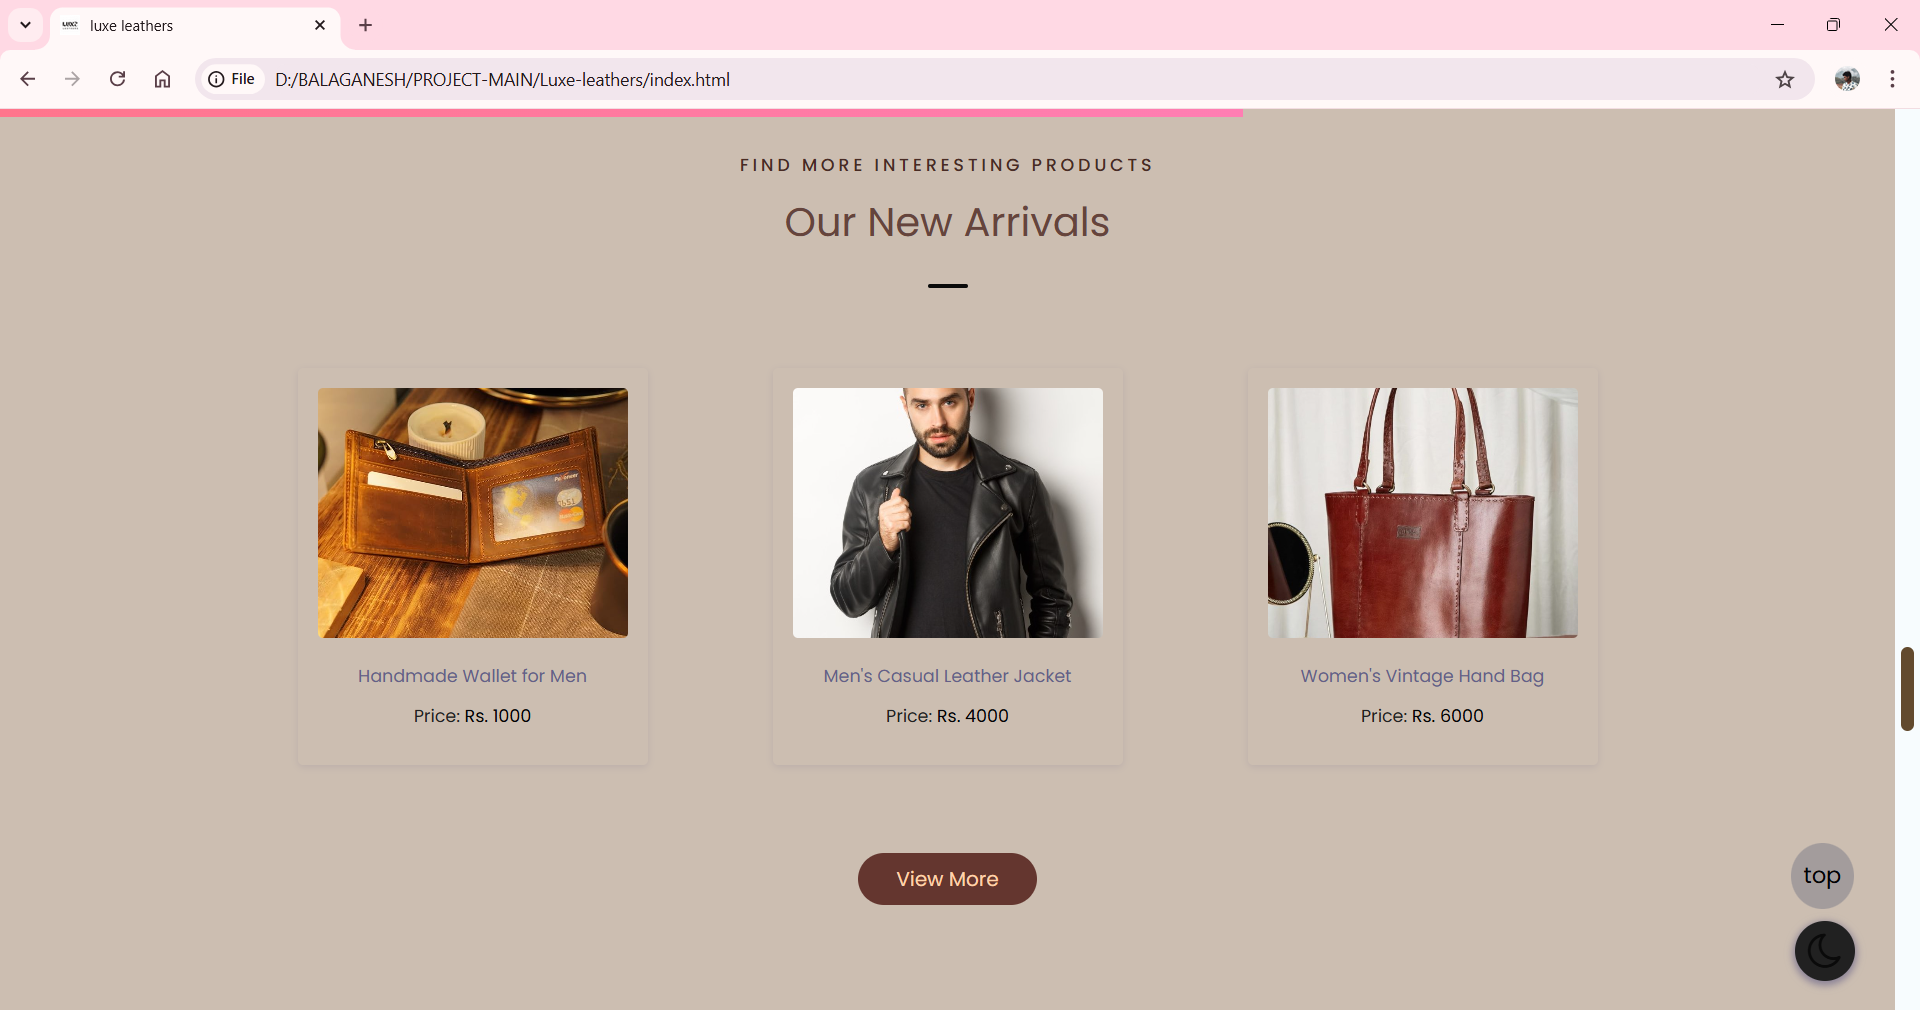 luxe leathers
File
D:/BALAGANESH/PROJECT-MAIN/Luxe-leathers/index.html
FIND MORE INTERESTING PRODUCTS
Our New Arrivals
Handmade Wallet for Men
Price: Rs. 1000
Men's Casual Leather Jacket
Price: Rs. 4000
Women's Vintage Hand Bag
Price: Rs. 6000
View More
top